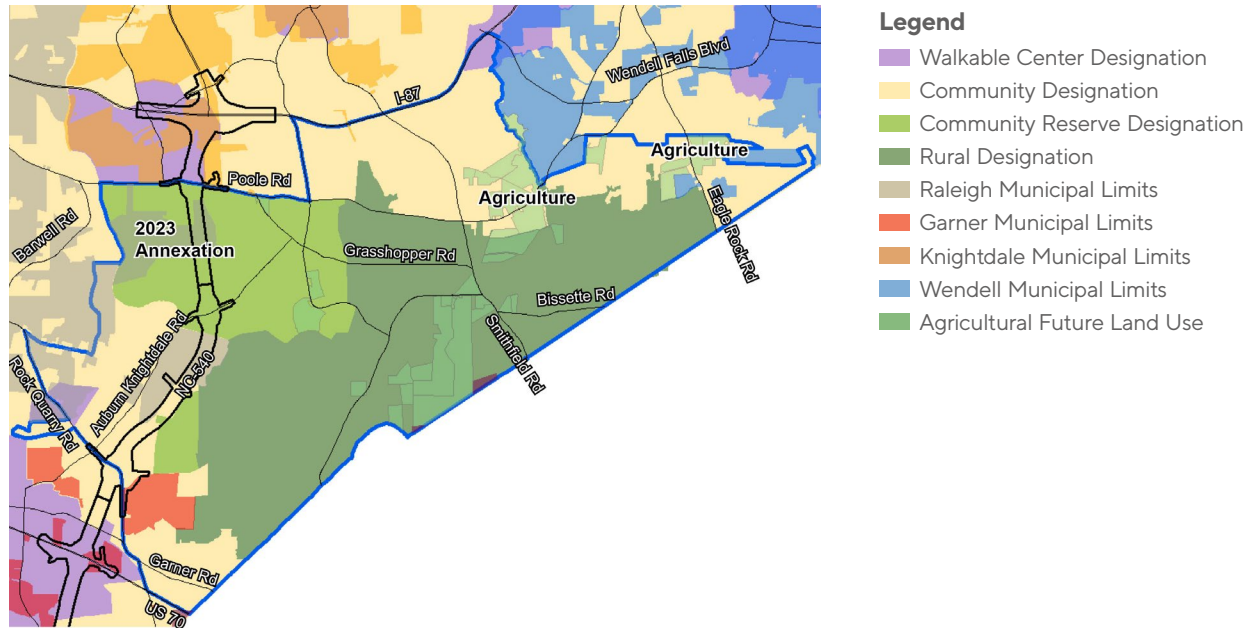 Wendell Falls Blvd
I-87
Agriculture
Poole Rd
Agriculture
Barwell Rd
2023
Annexation
Eagle Rock Rd
Grasshopper Rd
Bissette Rd
Smithfield Rd
Auburn Knightdale Rd
NC-540
Rock Quarry Rd
Garner Rd
US 70
Legend
Walkable Center Designation
Community Designation
Community Reserve Designation
Rural Designation
Raleigh Municipal Limits
Garner Municipal Limits
Knightdale Municipal Limits
Wendell Municipal Limits
Agricultural Future Land Use